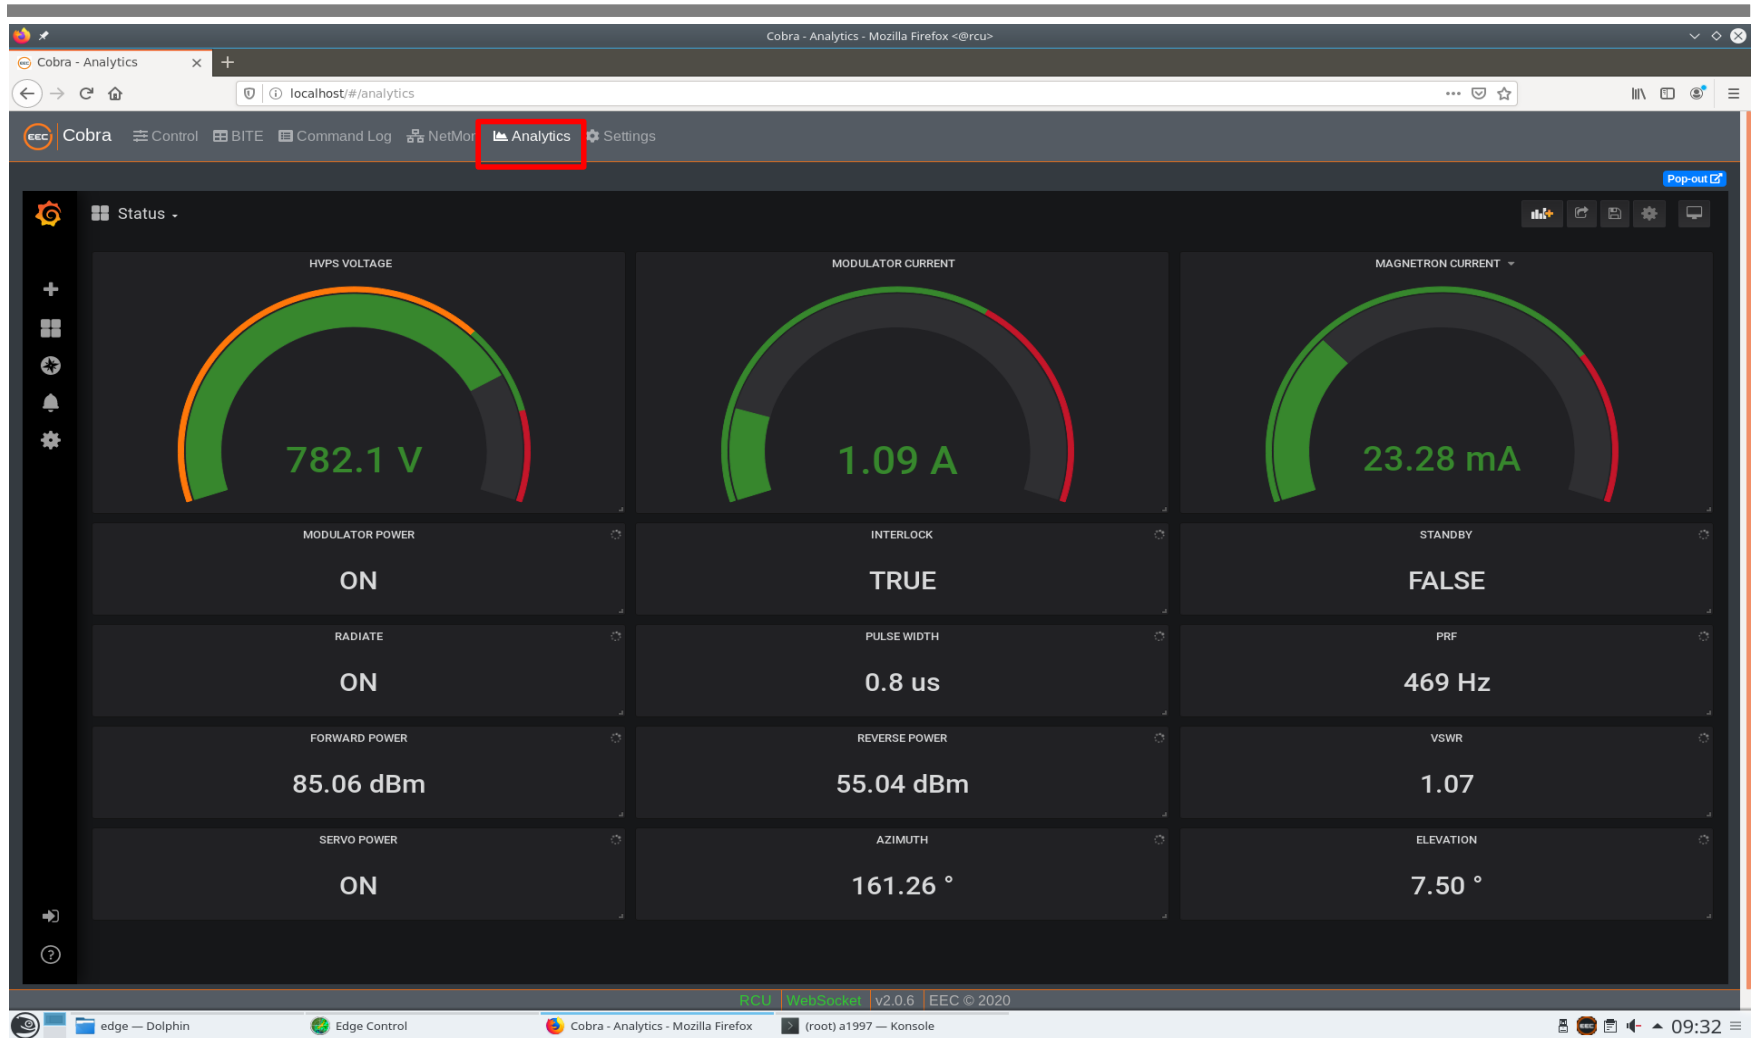 Cobra - Analytics - Mozilla Firefox <@rcu>
Cobra - Analytics
localhost/#/analytics
EEC Cobra Control BITE Command Log NetMon Analytics Settings
Pop-out
Status
HVPS VOLTAGE MODULATOR CURRENT MAGNETRON CURRENT
782.1 V 1.09 A 23.28 mA
MODULATOR POWER INTERLOCK STANDBY
ON TRUE FALSE
RADIATE PULSE WIDTH PRF
ON 0.8 us 469 Hz
FORWARD POWER REVERSE POWER VSWR
85.06 dBm 55.04 dBm 1.07
SERVO POWER AZIMUTH ELEVATION
ON 161.26 ° 7.50 °
RCU WebSocket v2.0.6 EEC © 2020
edge — Dolphin Edge Control Cobra - Analytics - Mozilla Firefox (root) a1997 — Konsole EEC 09:32